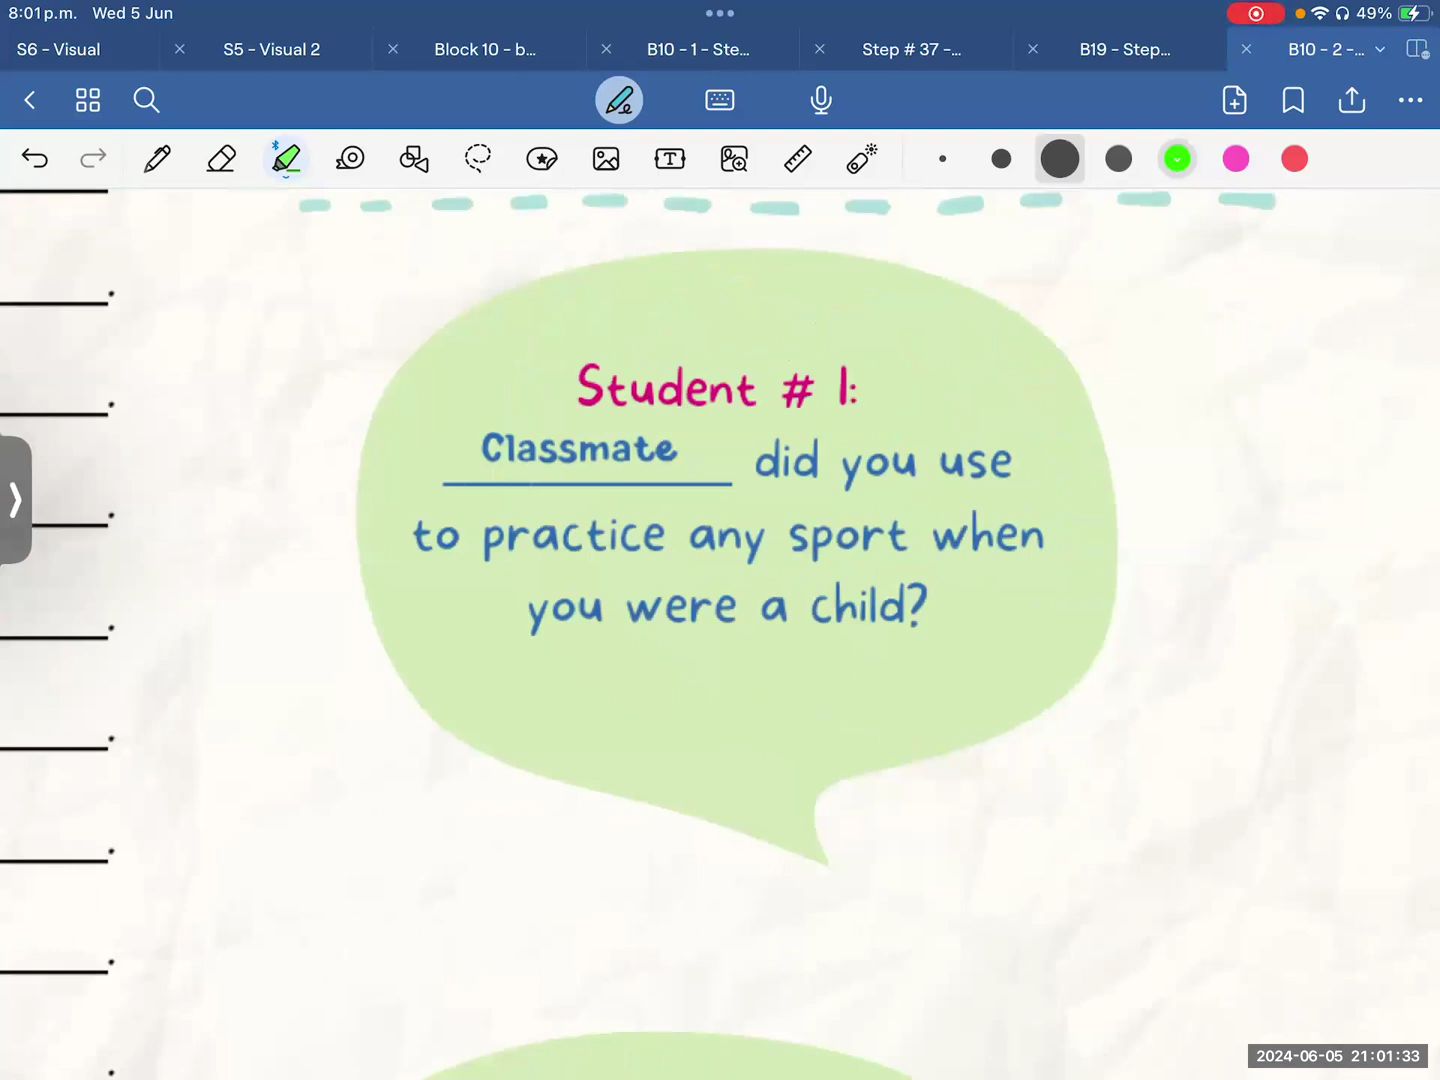 8:01 p.m. Wed 5 Jun
49%
S6 - Visual
S5 - Visual 2
Block 10 - b...
B10 - 1 - Ste...
Step # 37 -...
B19 - Step...
B10 - 2 -...
Student # 1:
Classmate did you use
to practice any sport when
you were a child?
2024-06-05 21:01:33